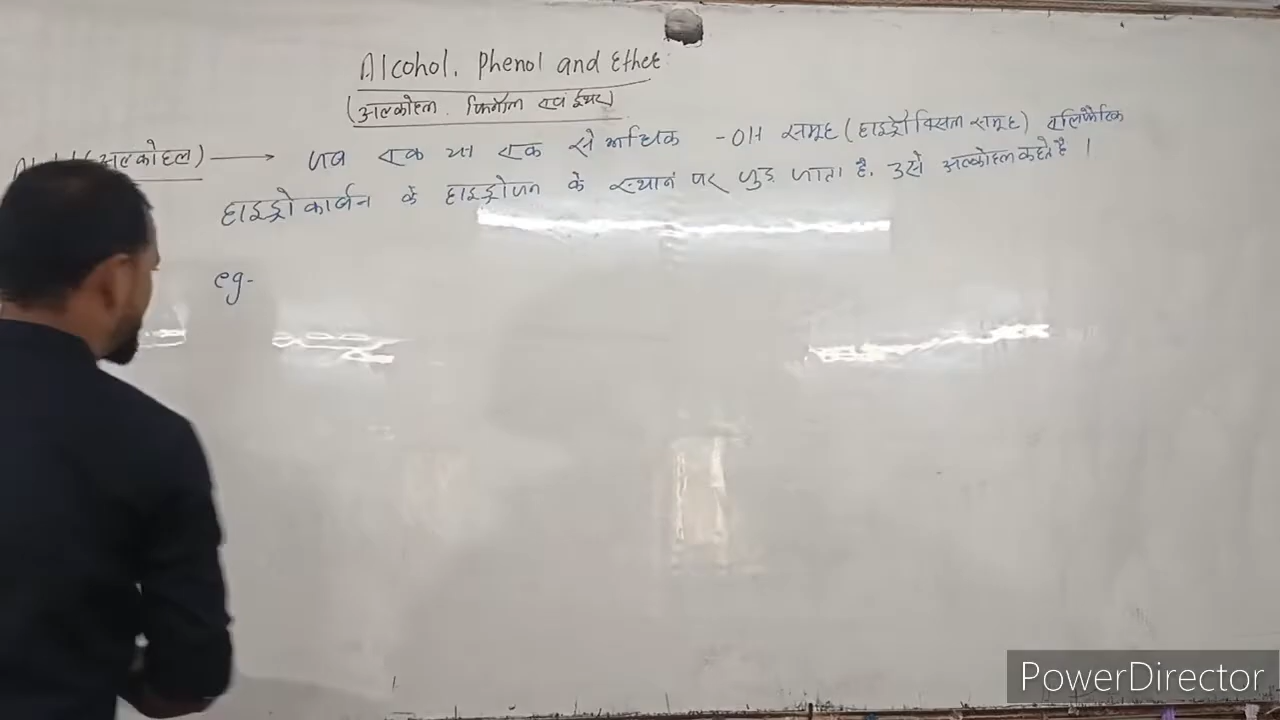 Alcohol, Phenol and Ether:
(अल्कोहल, फिनॉल एवं ईथर)
(अल्कोहल) ⟶ जब एक या एक से अधिक -OH समूह (हाइड्रोक्सिल समूह) एलिफैटिक
हाइड्रोकार्बन के हाइड्रोजन के स्थान पर जुड़ जाता है, उसे अल्कोहल कहते है ।
eg-
PowerDirector